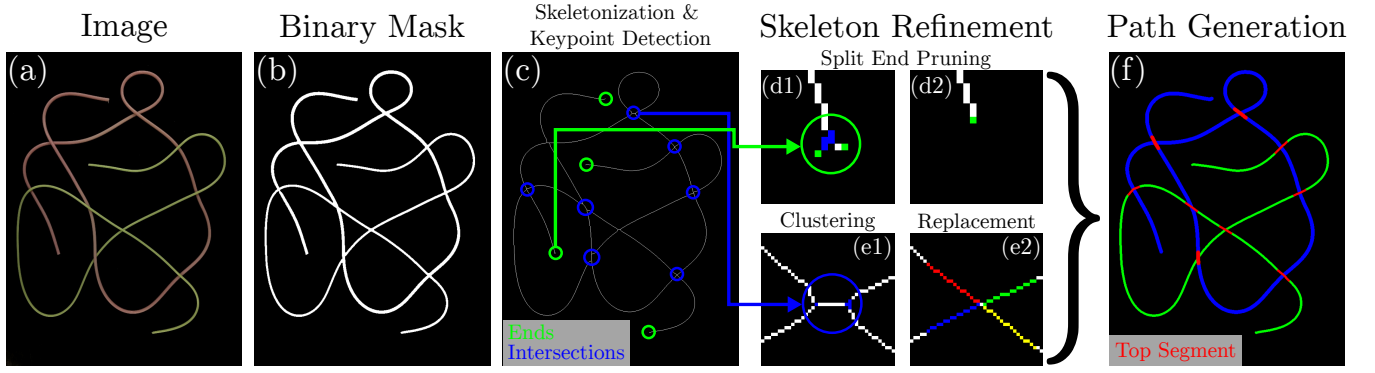 Image
Binary Mask
Skeletonization &
Keypoint Detection
Skeleton Refinement
Path Generation
Split End Pruning
(a)
(b)
(c)
(d1)
(d2)
(f)
Clustering
Replacement
(e1)
(e2)
Ends
Intersections
Top Segment